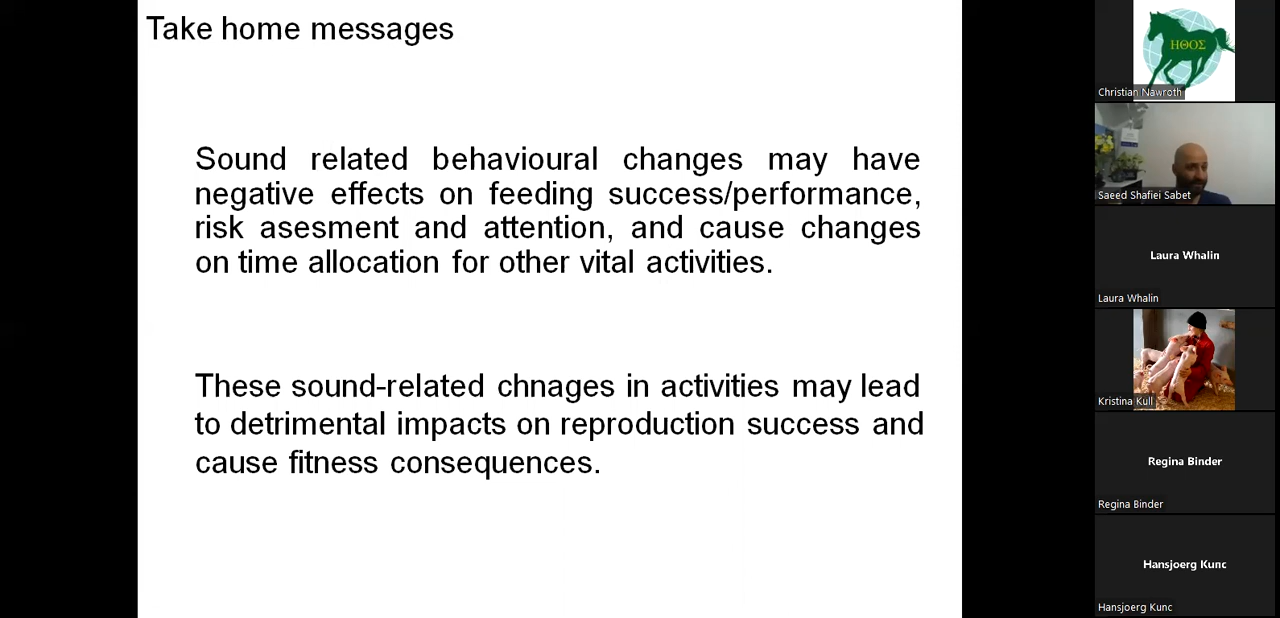 Take home messages
Sound related behavioural changes may have
negative effects on feeding success/performance,
risk asesment and attention, and cause changes
on time allocation for other vital activities.
These sound-related chnages in activities may lead
to detrimental impacts on reproduction success and
cause fitness consequences.
ΗΘΟΣ
Christian Nawroth
Saeed Shafiei Sabet
Laura Whalin
Laura Whalin
Kristina Kull
Regina Binder
Regina Binder
Hansjoerg Kunc
Hansjoerg Kunc